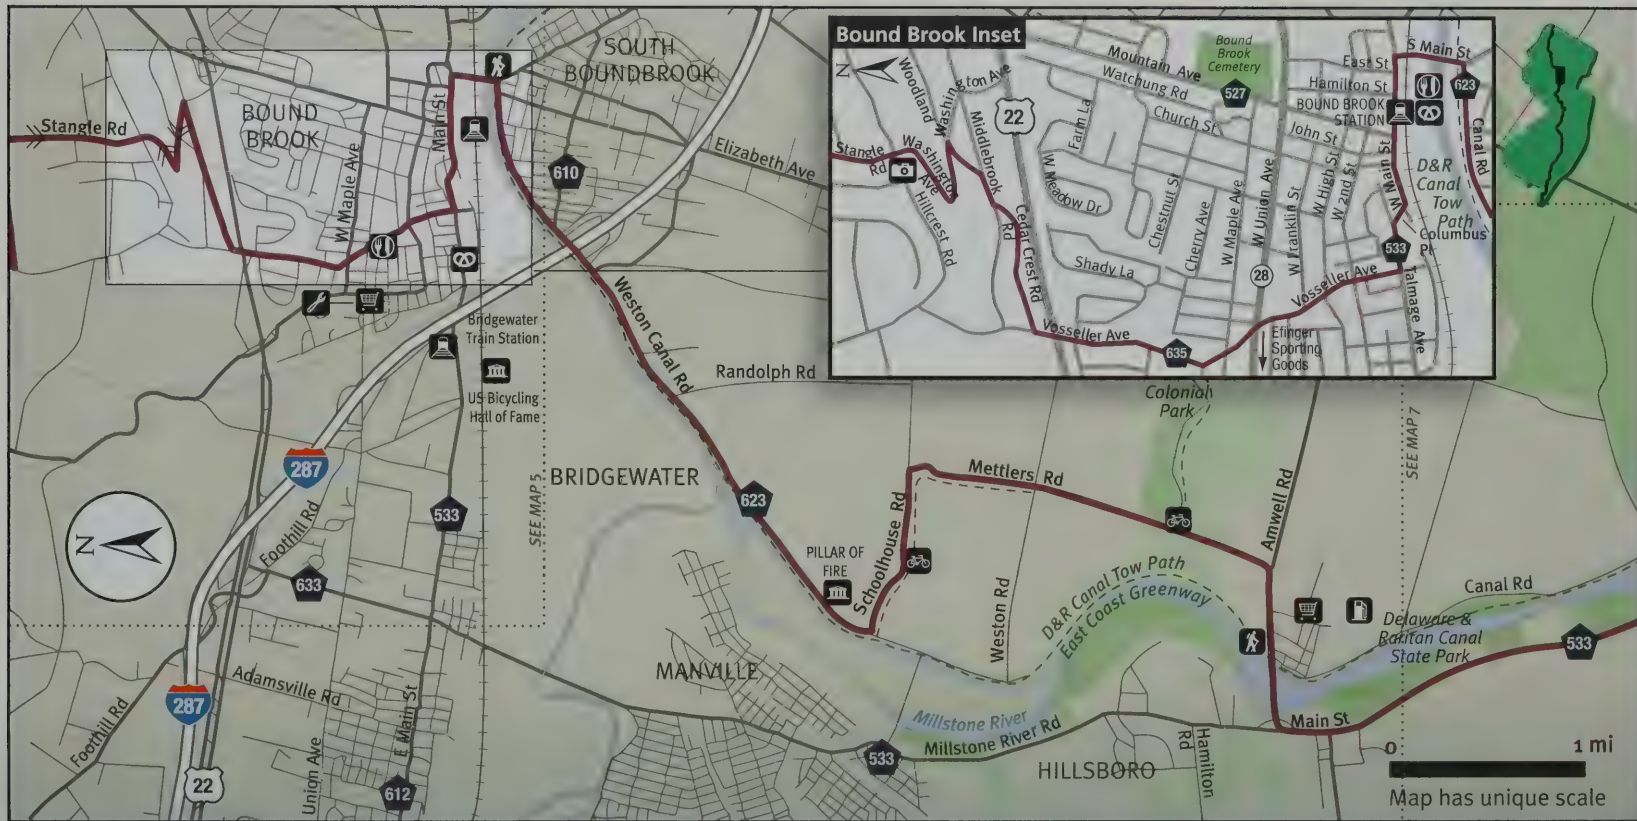 SOUTH
BOUNDBROOK
BOUND
BROOK
Stangle Rd
Main St
W Maple Ave
Elizabeth Ave
610
Bridgewater
Train Station
US Bicycling
Hall of Fame
Weston Canal Rd
Randolph Rd
287
BRIDGEWATER
SEE MAP 5
N
Foothill Rd
533
633
623
PILLAR OF
FIRE
Schoolhouse Rd
Mettlers Rd
Colonial
Park
Amwell Rd
SEE MAP 7
Weston Rd
D&R Canal Tow Path
East Coast Greenway
Canal Rd
Delaware &
Raritan Canal
State Park
533
MANVILLE
Adamsville Rd
287
Foothill Rd
22
Union Ave
E Main St
612
Millstone River
Millstone River Rd
533
HILLSBORO
Hamilton
Rd
Main St
0 1 mi
Map has unique scale
Bound Brook Inset
N
Woodland
Washington Ave
Middlebrook
Rd
22
Mountain Ave
Watchung Rd
Bound
Brook
Cemetery
527
Church St
Farm La
W Meadow Dr
Stangle
Rd
Washington
Ave
Hillcrest Rd
Cedar Crest Rd
Shady La
Chestnut St
Cherry Ave
W Maple Ave
W Union Ave
28
W Franklin St
W High St
W 2nd St
John St
East St
Hamilton St
BOUND BROOK
STATION
S Main St
623
Canal Rd
D&R
Canal
Tow
Path
W Main St
Columbus
Pl
533
Talmage Ave
Vosseller Ave
Vosseller Ave
635
Efinger
Sporting
Goods